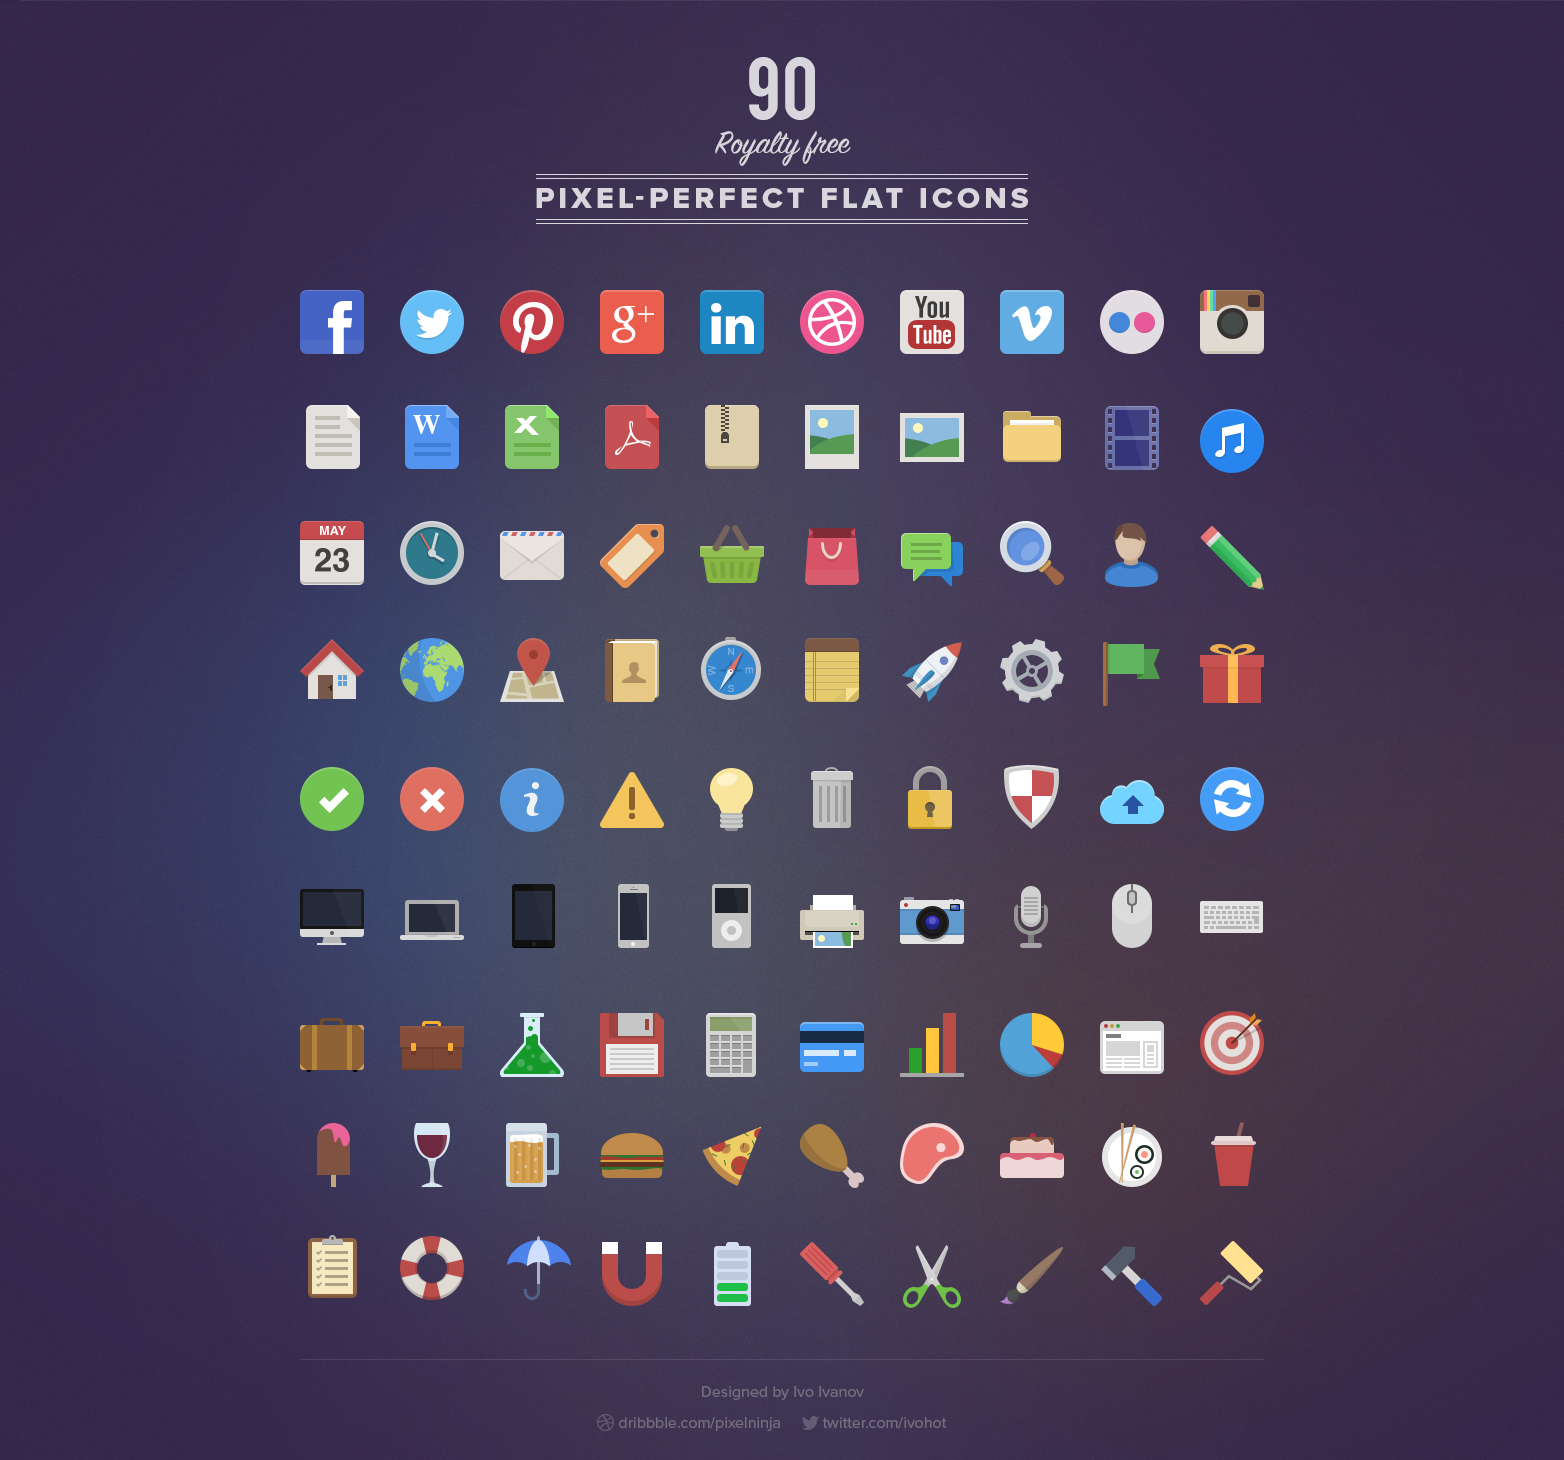 90
Royalty free
PIXEL-PERFECT FLAT ICONS
f
g+
in
You
Tube
v
W
X
MAY
23
N
W
E
S
i
Designed by Ivo Ivanov
dribbble.com/pixelninja
twitter.com/ivohot